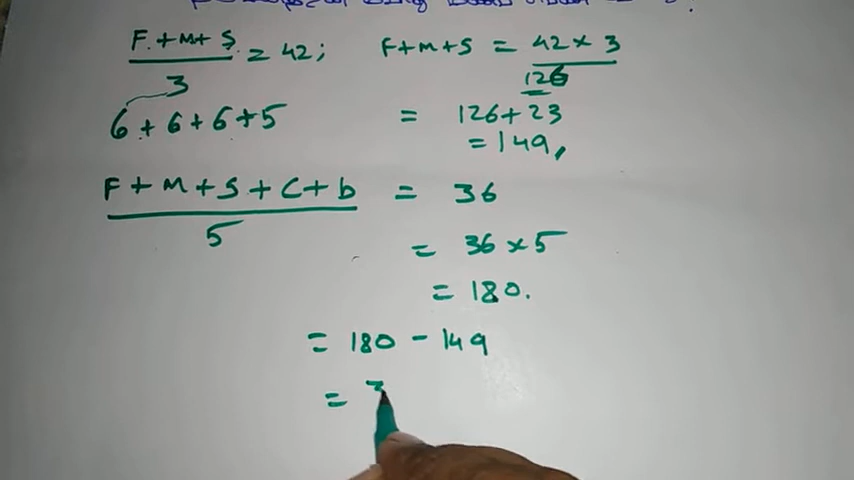 F+M+S/3 = 42; F+M+S = 42 × 3
126
6 + 6 + 6 + 5 = 126 + 23
= 149,
F + M + S + C + b/5 = 36
= 36 × 5
= 180.
= 180 - 149
= 3